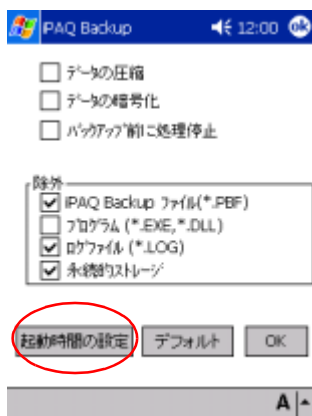 iPAQ Backup 12:00 ok
データの圧縮
データの暗号化
バックアップ前に処理停止
除外
iPAQ Backup ファイル(*.PBF)
プログラム (*.EXE,*.DLL)
ログファイル (*.LOG)
永続的ストレージ
起動時間の設定 デフォルト OK
A